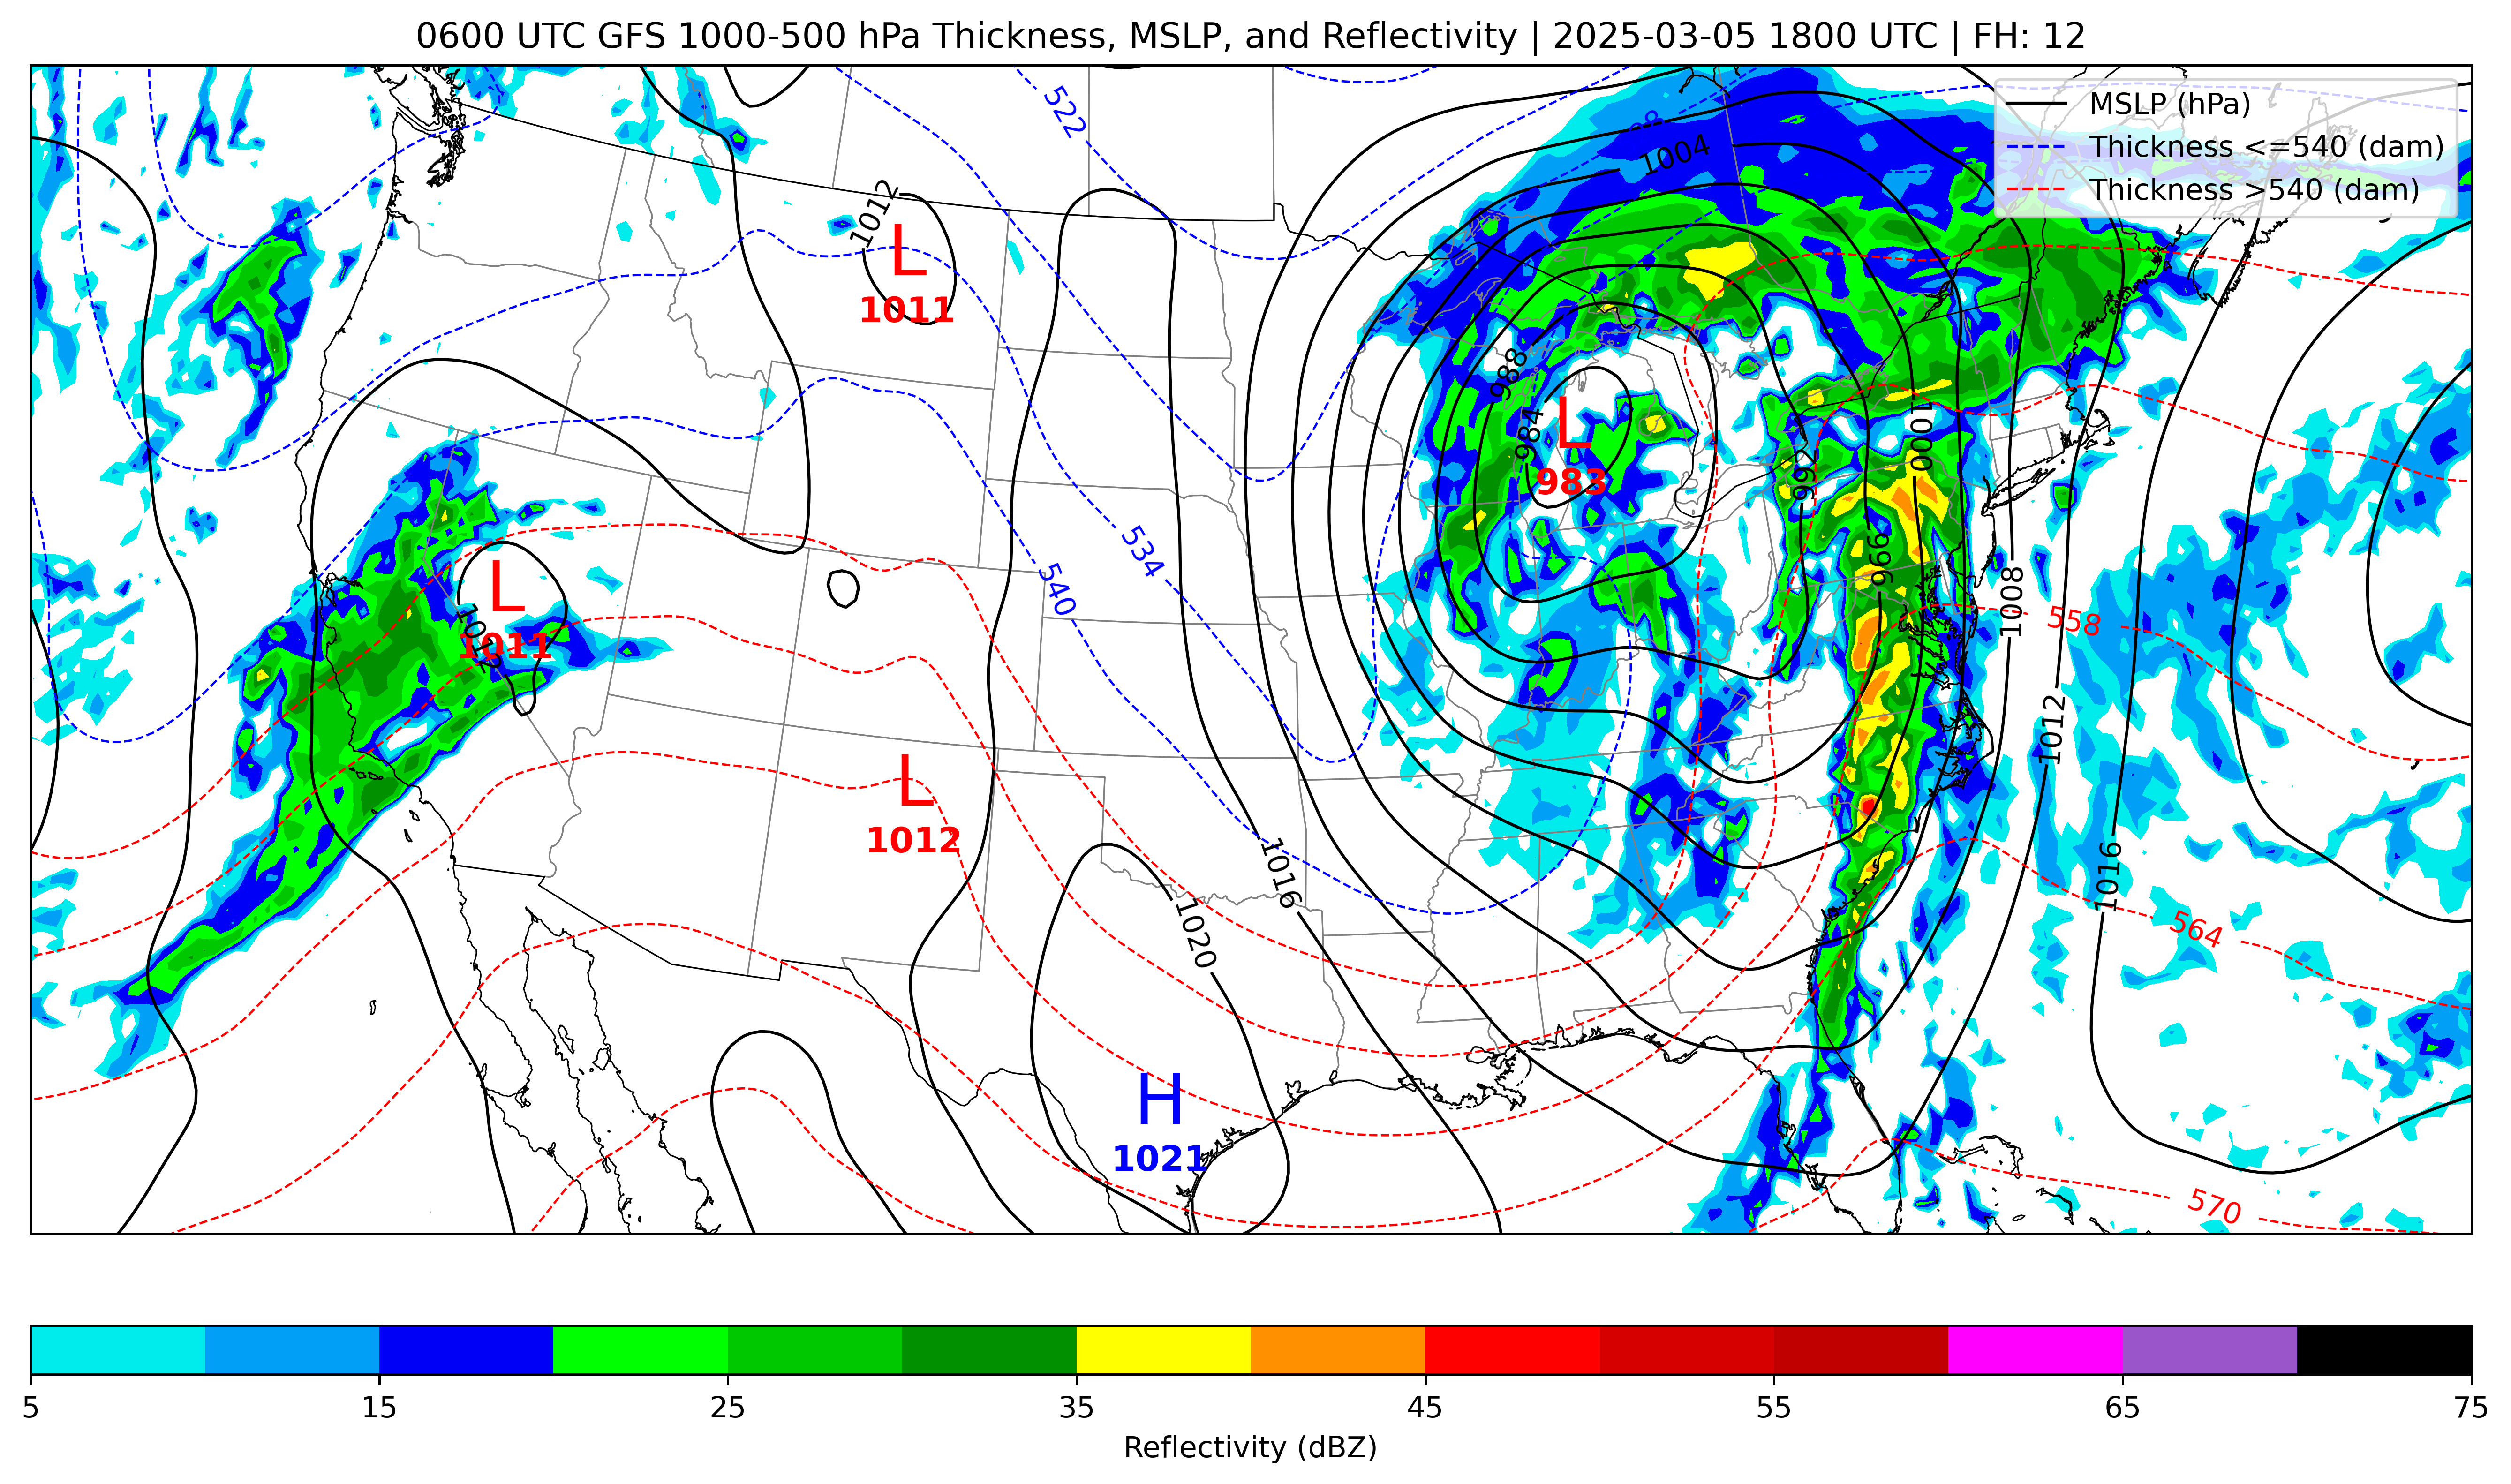 0600 UTC GFS 1000-500 hPa Thickness, MSLP, and Reflectivity | 2025-03-05 1800 UTC | FH: 12
MSLP (hPa)
Thickness <=540 (dam)
Thickness >540 (dam)
522
1004
1012
L
1011
988
984
L
983
1000
992
996
534
540
L
1011
1012
1008
558
1012
L
1012
1016
1016
1020
564
H
1021
570
5 15 25 35 45 55 65 75
Reflectivity (dBZ)